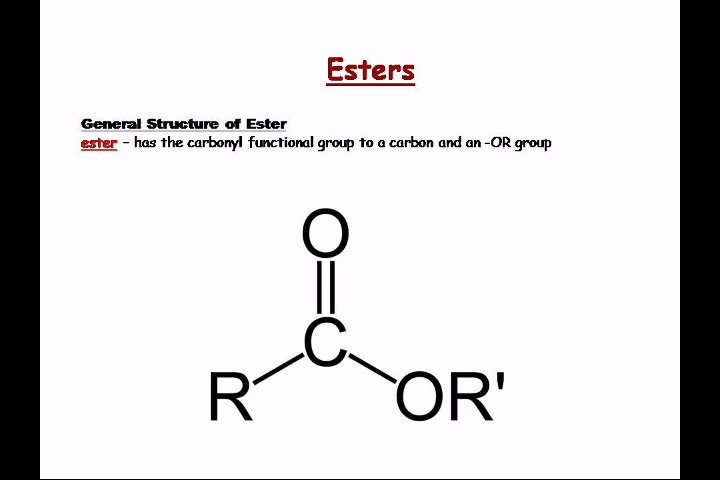 Esters
General Structure of Ester
ester – has the carbonyl functional group to a carbon and an -OR group
O
C
R OR'